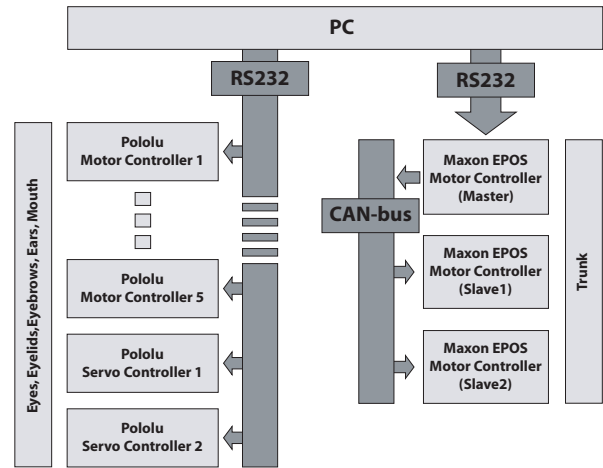 PC
RS232
RS232
Eyes, Eyelids,Eyebrows, Ears, Mouth
Pololu
Motor Controller 1
Pololu
Motor Controller 5
Pololu
Servo Controller 1
Pololu
Servo Controller 2
CAN-bus
Maxon EPOS
Motor Controller
(Master)
Maxon EPOS
Motor Controller
(Slave1)
Maxon EPOS
Motor Controller
(Slave2)
Trunk